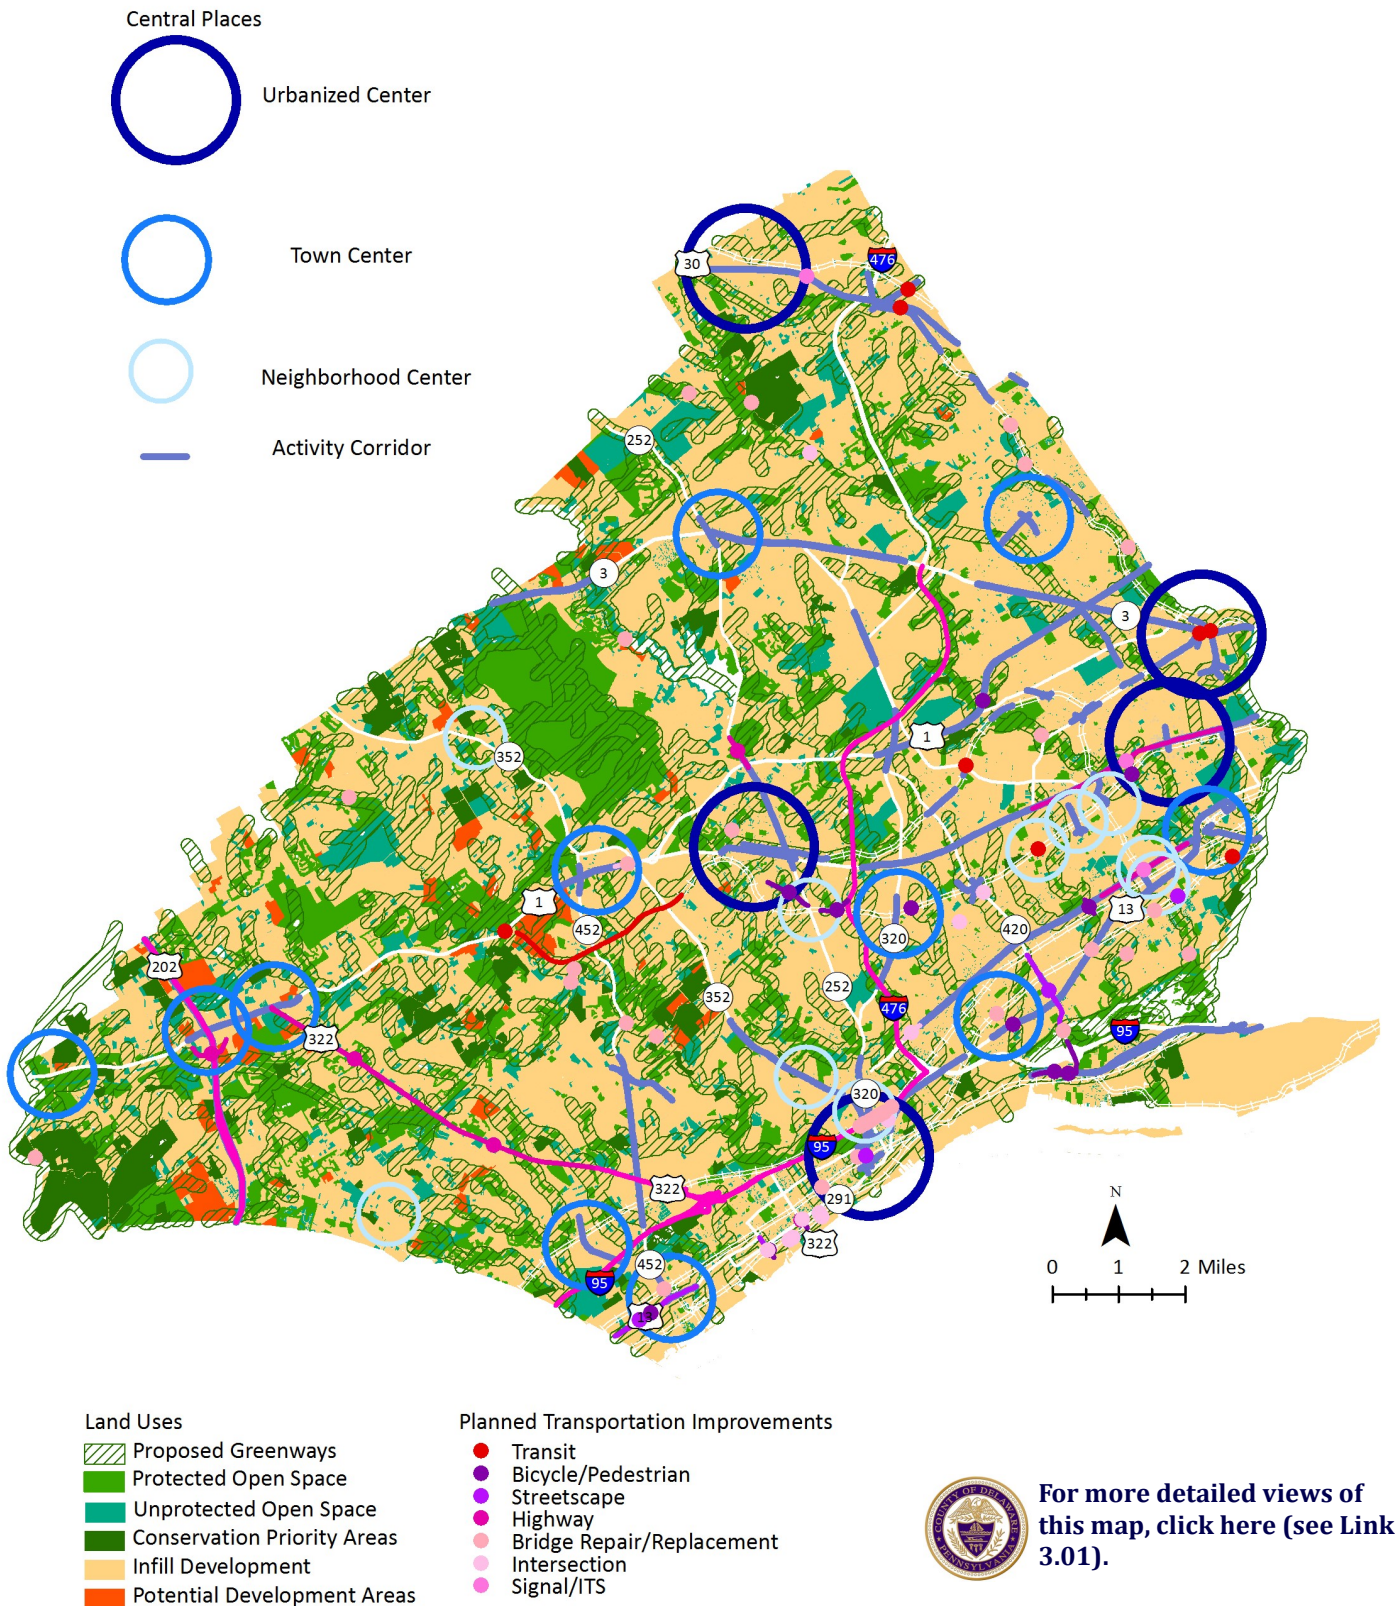 Central Places
Urbanized Center
Town Center
Neighborhood Center
Activity Corridor
30
476
252
3
3
1
352
1
452
202
322
352
252
320
476
420
13
95
320
95
291
322
322
452
95
13
N
0 1 2 Miles
Land Uses
Proposed Greenways
Protected Open Space
Unprotected Open Space
Conservation Priority Areas
Infill Development
Potential Development Areas
Planned Transportation Improvements
Transit
Bicycle/Pedestrian
Streetscape
Highway
Bridge Repair/Replacement
Intersection
Signal/ITS
COUNTY OF DELAWARE
PENNSYLVANIA
For more detailed views of
this map, click here (see Link
3.01).